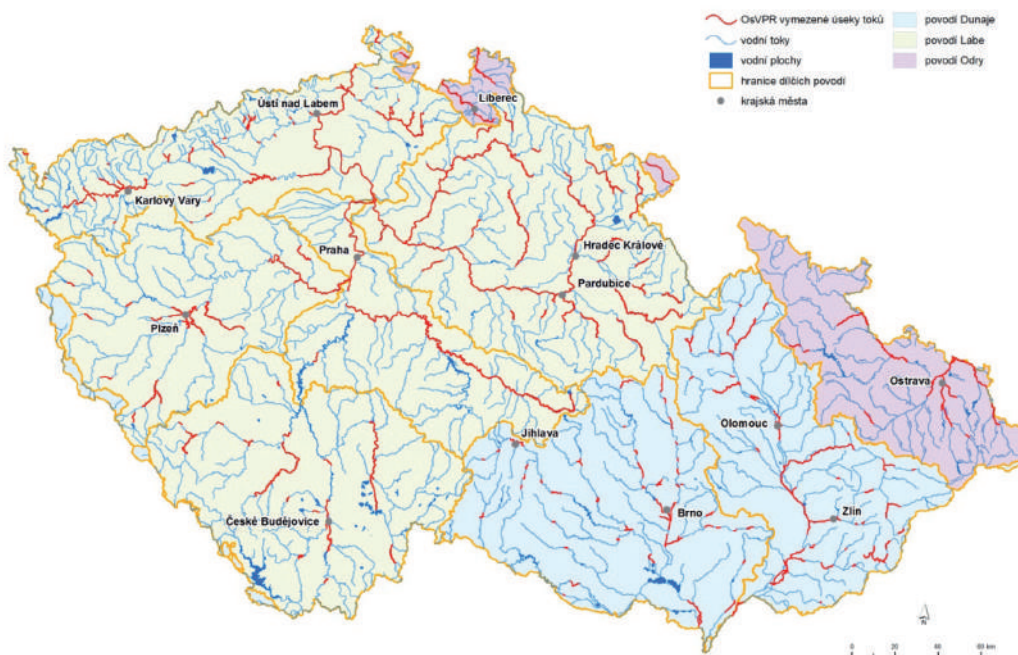 OsVPR vymezené úseky toků
vodní toky
vodní plochy
hranice dílčích povodí
krajská města
povodí Dunaje
povodí Labe
povodí Odry
Liberec
Ústí nad Labem
Karlovy Vary
Hradec Králové
Praha
Pardubice
Plzeň
Ostrava
Olomouc
Jihlava
Brno
Zlín
České Budějovice
N
0 20 40 60 km